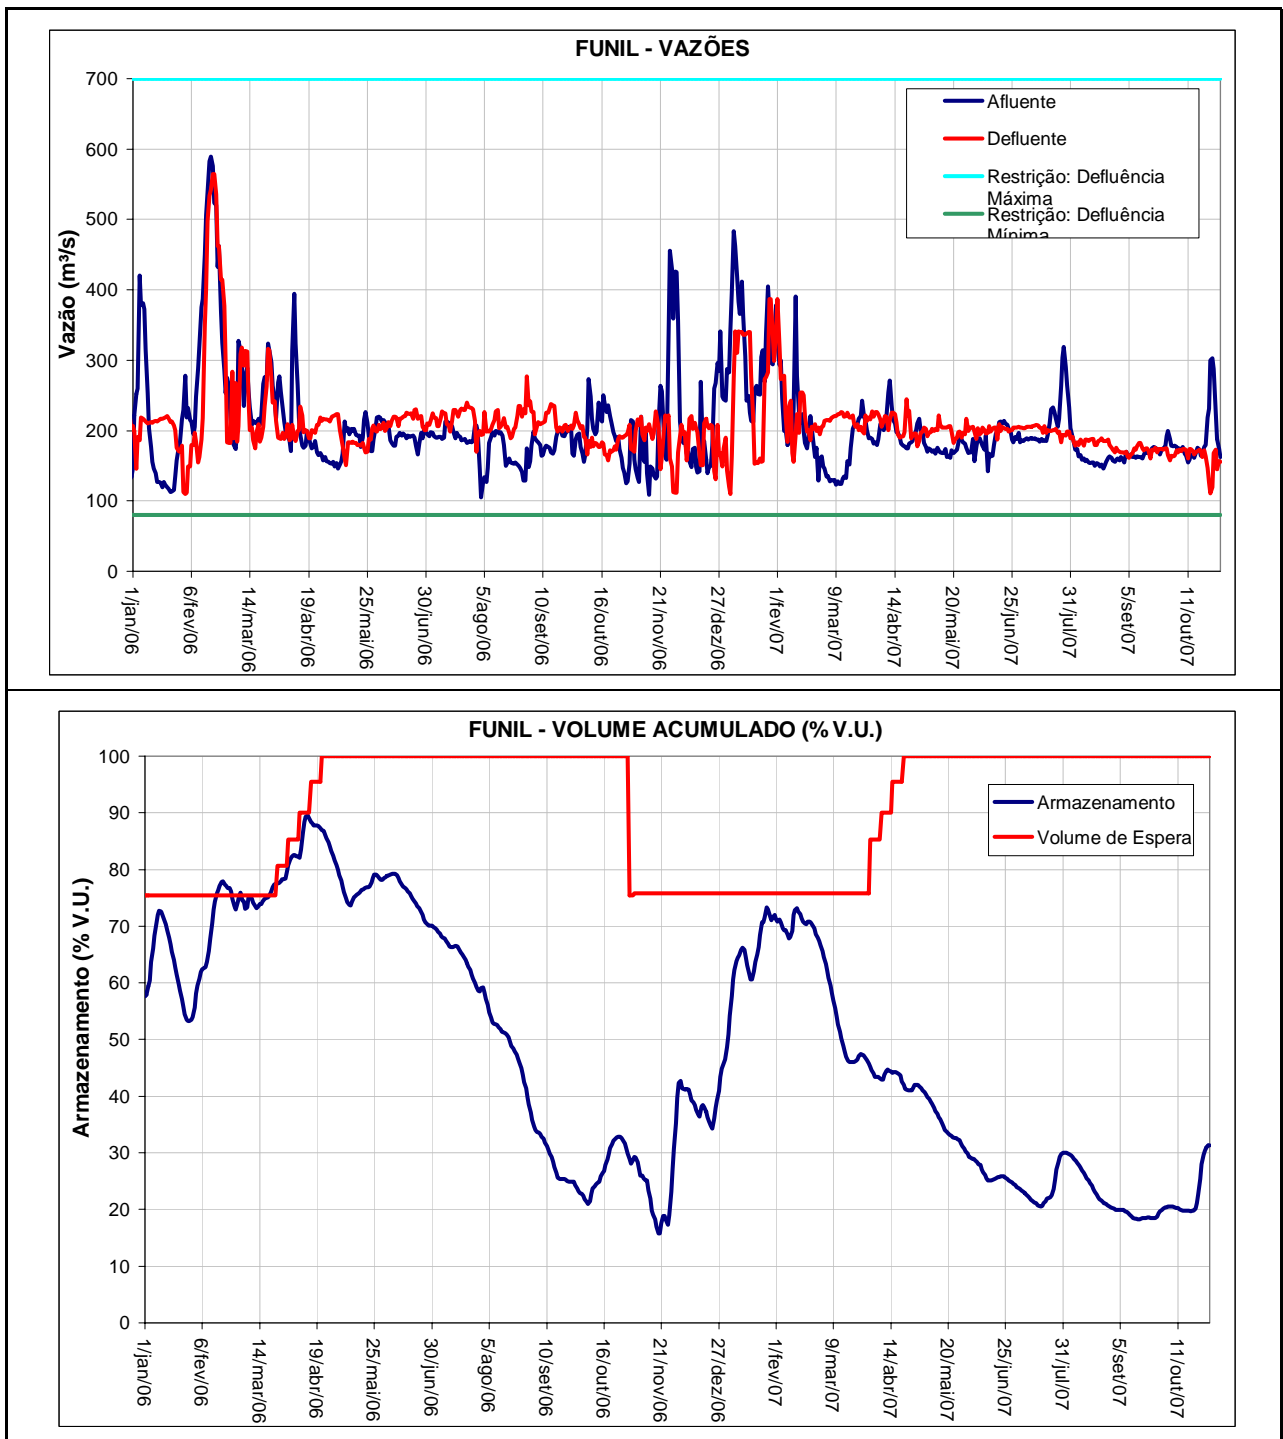 FUNIL - VAZÕES
Vazão (m³/s)
700
600
500
400
300
200
100
0
Afluente
Defluente
Restrição: Defluência
Máxima
Restrição: Defluência
Mínima
1/jan/06
6/fev/06
14/mar/06
19/abr/06
25/mai/06
30/jun/06
5/ago/06
10/set/06
16/out/06
21/nov/06
27/dez/06
1/fev/07
9/mar/07
14/abr/07
20/mai/07
25/jun/07
31/jul/07
5/set/07
11/out/07
FUNIL - VOLUME ACUMULADO (% V.U.)
Armazenamento (% V.U.)
100
90
80
70
60
50
40
30
20
10
0
Armazenamento
Volume de Espera
1/jan/06
6/fev/06
14/mar/06
19/abr/06
25/mai/06
30/jun/06
5/ago/06
10/set/06
16/out/06
21/nov/06
27/dez/06
1/fev/07
9/mar/07
14/abr/07
20/mai/07
25/jun/07
31/jul/07
5/set/07
11/out/07